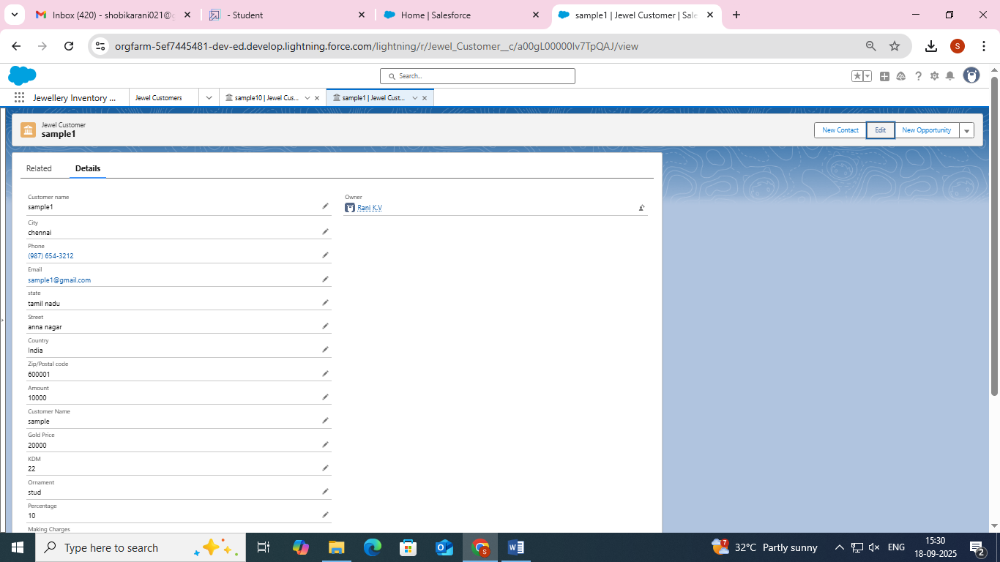 Inbox (420) - shobikarani021@g
- Student
Home | Salesforce
sample1 | Jewel Customer | Sale
orgfarm-5ef7445481-dev-ed.develop.lightning.force.com/lightning/r/Jewel_Customer__c/a00gL00000Iv7TpQAJ/view
S
Search...
Jewellery Inventory ...
Jewel Customers
sample10 | Jewel Cus...
sample1 | Jewel Cust...
Jewel Customer
sample1
New Contact
Edit
New Opportunity
Related
Details
Customer name
sample1
Owner
Rani K.V
City
chennai
Phone
(987) 654-3212
Email
sample1@gmail.com
state
tamil nadu
Street
anna nagar
Country
India
Zip/Postal code
600001
Amount
10000
Customer Name
sample
Gold Price
20000
KDM
22
Ornament
stud
Percentage
10
Making Charges
Type here to search
7
32°C Partly sunny
ENG
15:30
18-09-2025
2